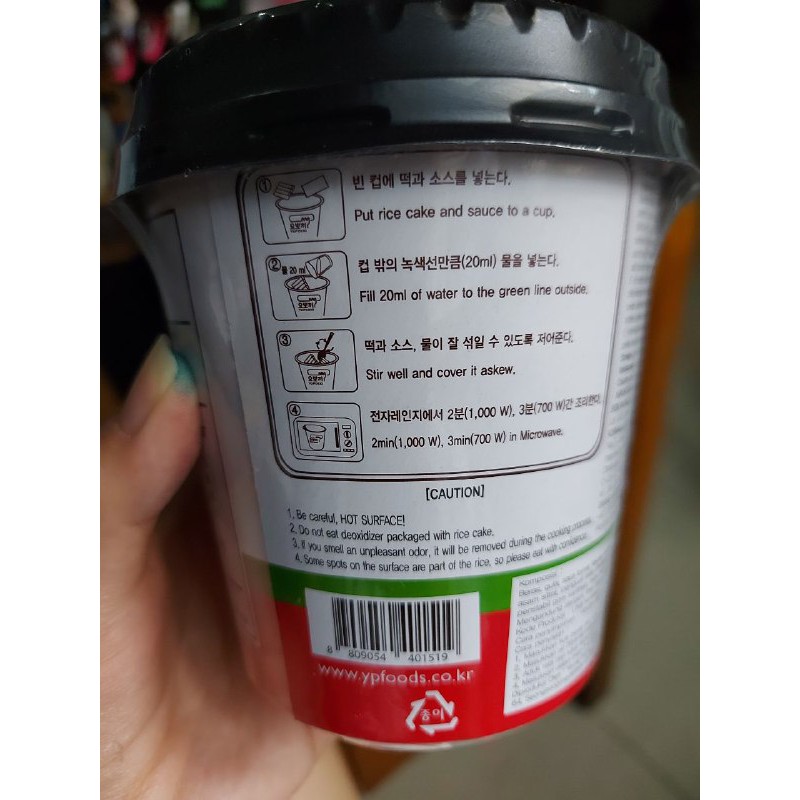 ① 빈 컵에 떡과 소스를 넣는다.
Put rice cake and sauce to a cup.
② 물 20 ml
컵 밖의 녹색선만큼(20ml) 물을 넣는다.
Fill 20ml of water to the green line outside.
③ 떡과 소스, 물이 잘 섞일 수 있도록 저어준다.
Stir well and cover it askew.
④ 전자레인지에서 2분(1,000 W), 3분(700 W)간 조리한다.
2min(1,000 W), 3min(700 W) in Microwave.
[CAUTION]
1. Be careful, HOT SURFACE!
2. Do not eat deoxidizer packaged with rice cake.
3. If you smell an unpleasant odor, it will be removed during the cooking process.
4. Some spots on the surface are part of the rice, so please eat with confidence.
8 809054 401519
www.ypfoods.co.kr
종이
Komposisi
Beras, gula,